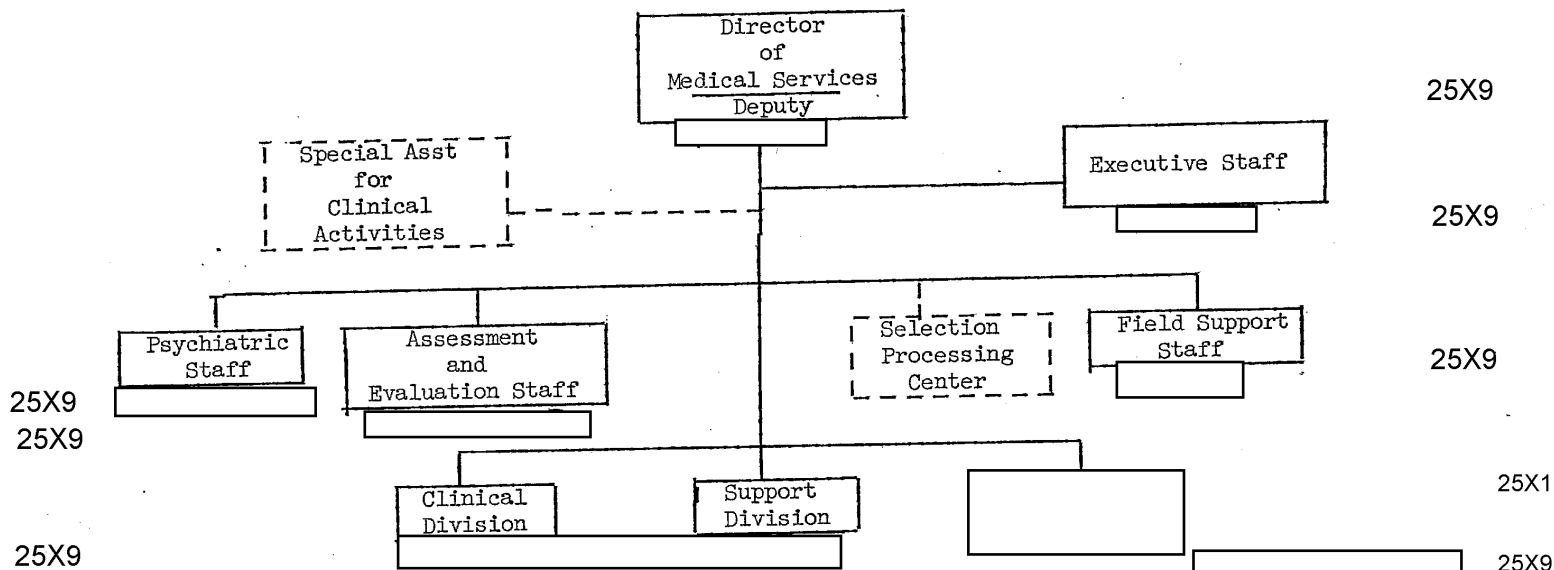 Director
of
Medical Services
Deputy
25X9
Special Asst
for
Clinical
Activities
Executive Staff
25X9
Psychiatric
Staff
Assessment
and
Evaluation Staff
Selection
Processing
Center
Field Support
Staff
25X9
25X9
25X9
Clinical
Division
Support
Division
25X1
25X9
25X9